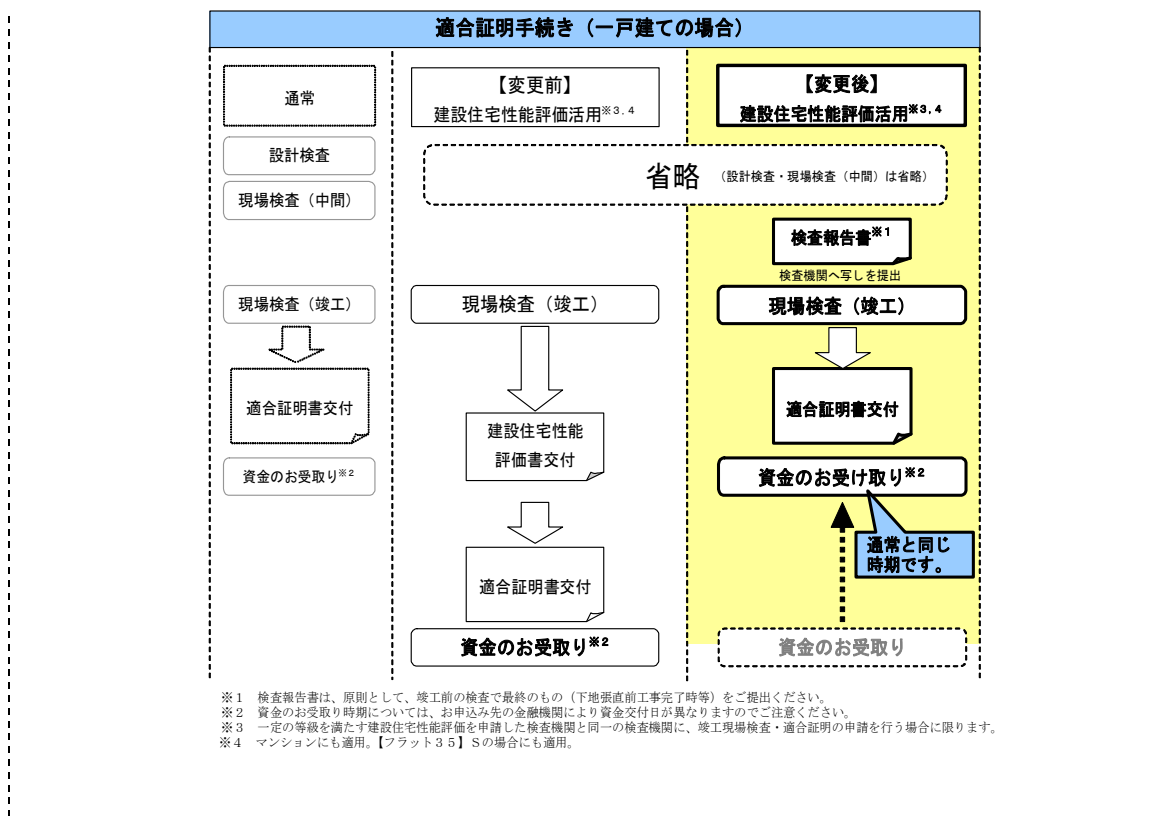 適合証明手続き（一戸建ての場合）
通常
設計検査
現場検査（中間）
現場検査（竣工）
適合証明書交付
資金のお受取り※2
【変更前】
建設住宅性能評価活用※3.4
省略 （設計検査・現場検査（中間）は省略）
現場検査（竣工）
建設住宅性能
評価書交付
適合証明書交付
資金のお受取り※2
【変更後】
建設住宅性能評価活用※3,4
検査報告書※1
検査機関へ写しを提出
現場検査（竣工）
適合証明書交付
資金のお受け取り※2
通常と同じ
時期です。
資金のお受取り
※１　検査報告書は、原則として、竣工前の検査で最終のもの（下地張直前工事完了時等）をご提出ください。
※２　資金のお受取り時期については、お申込み先の金融機関により資金交付日が異なりますのでご注意ください。
※３　一定の等級を満たす建設住宅性能評価を申請した検査機関と同一の検査機関に、竣工現場検査・適合証明の申請を行う場合に限ります。
※４　マンションにも適用。【フラット３５】Ｓの場合にも適用。